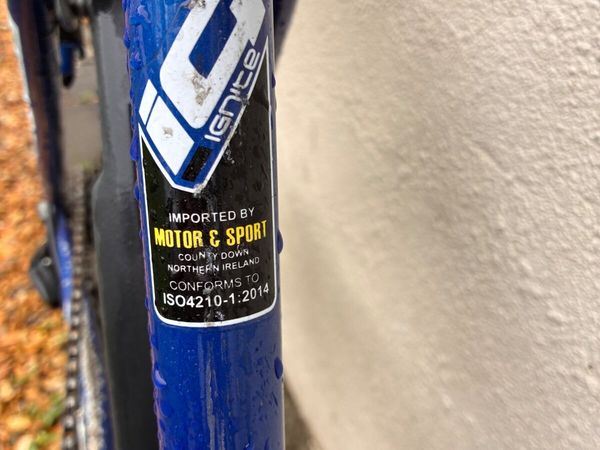 IGNITE
IMPORTED BY
MOTOR & SPORT
COUNTY DOWN
NORTHERN IRELAND
CONFORMS TO
ISO4210-1:2014